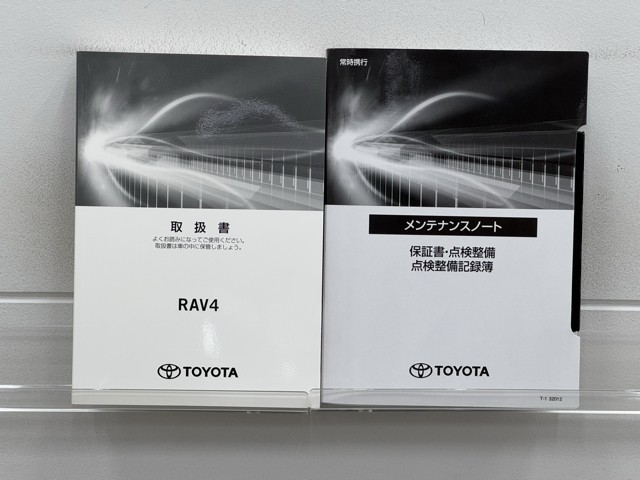 取扱書
よくお読みになってご使用ください。
取扱書は車の中に保管しましょう。
RAV4
TOYOTA
常時携行
メンテナンスノート
保証書・点検整備
点検整備記録簿
TOYOTA
T-1 32012